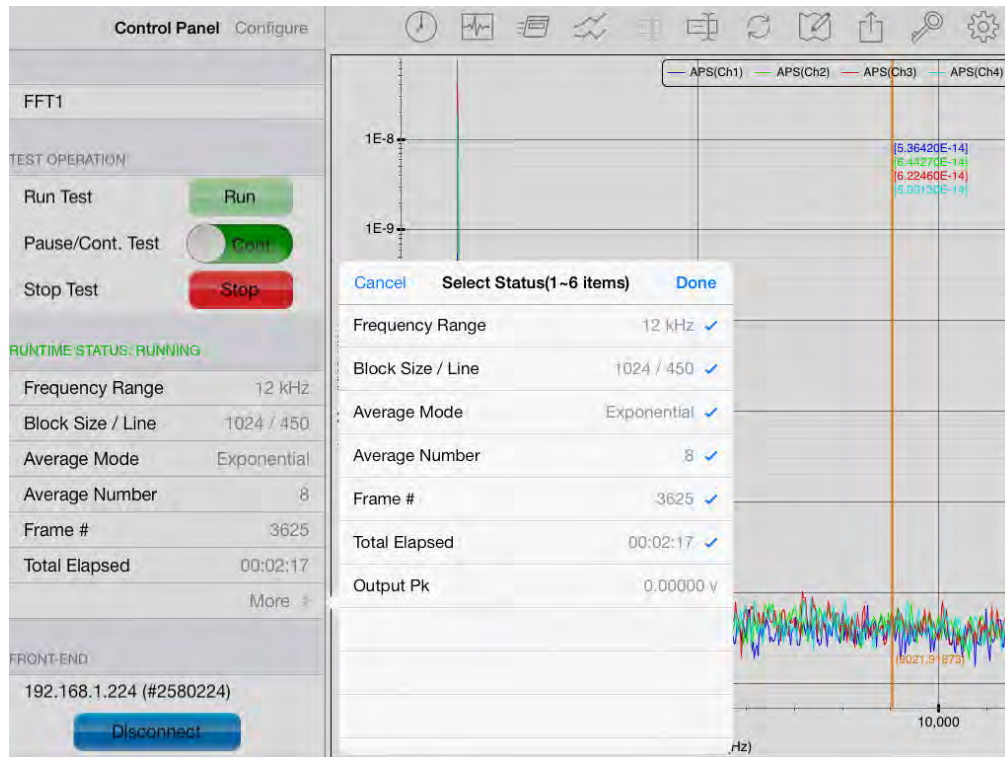 Control Panel Configure
FFT1
TEST OPERATION
Run Test Run
Pause/Cont. Test Cont
Stop Test Stop
RUNTIME STATUS: RUNNING
Frequency Range 12 kHz
Block Size / Line 1024 / 450
Average Mode Exponential
Average Number 8
Frame # 3625
Total Elapsed 00:02:17
More
FRONT-END
192.168.1.224 (#2580224)
Disconnect
APS(Ch1) APS(Ch2) APS(Ch3) APS(Ch4)
1E-8
1E-9
[5.36420E-14]
[6.44270E-14]
[6.22460E-14]
Cancel Select Status(1~6 items) Done
Frequency Range 12 kHz
Block Size / Line 1024 / 450
Average Mode Exponential
Average Number 8
Frame # 3625
Total Elapsed 00:02:17
Output Pk 0.00000 V
10,000
Hz)